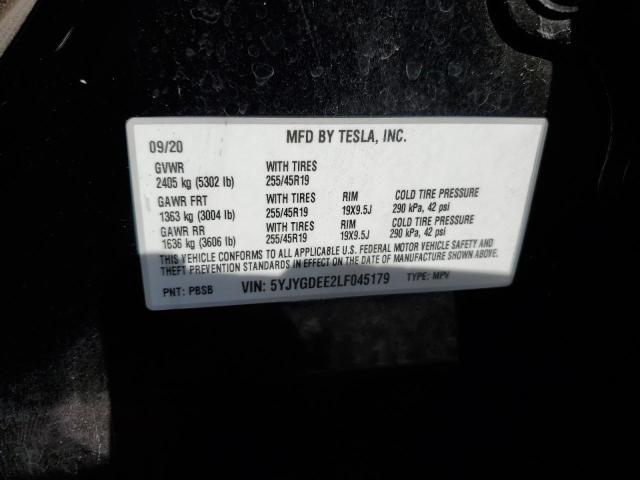 MFD BY TESLA, INC.
09/20
GVWR WITH TIRES
2405 kg (5302 lb) 255/45R19
GAWR FRT WITH TIRES RIM COLD TIRE PRESSURE
1363 kg (3004 lb) 255/45R19 19X9.5J 290 kPa, 42 psi
GAWR RR WITH TIRES RIM COLD TIRE PRESSURE
1636 kg (3606 lb) 255/45R19 19X9.5J 290 kPa, 42 psi
THIS VEHICLE CONFORMS TO ALL APPLICABLE U.S. FEDERAL MOTOR VEHICLE SAFETY AND
THEFT PREVENTION STANDARDS IN EFFECT ON THE DATE OF MANUFACTURE SHOWN ABOVE.
PNT: PBSB VIN: 5YJYGDEE2LF045179 TYPE: MPV